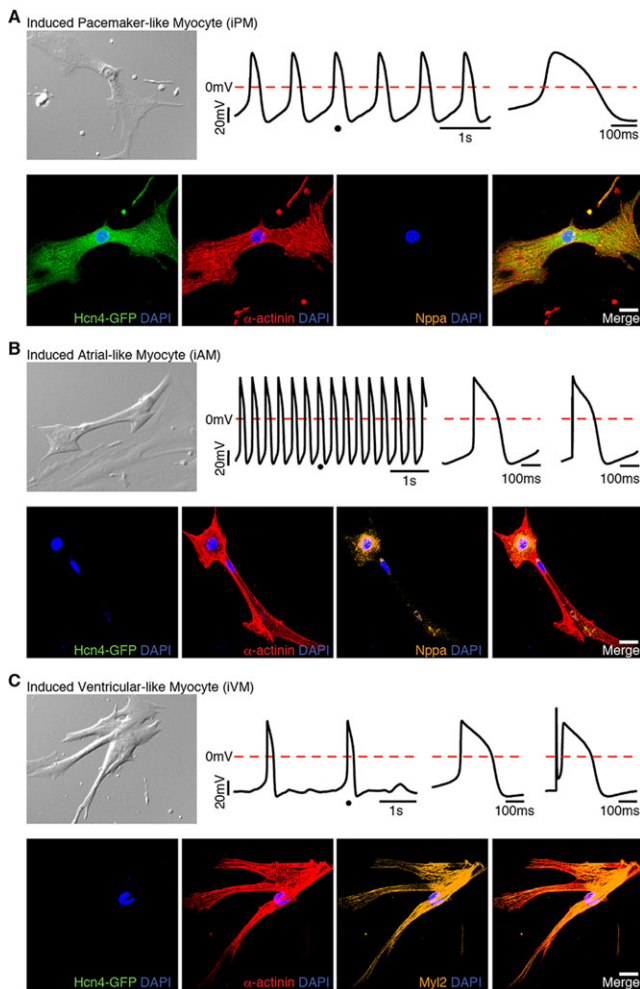 A Induced Pacemaker-like Myocyte (iPM)
0mV
20mV
1s
100ms
Hcn4-GFP DAPI
α-actinin DAPI
Nppa DAPI
Merge
B Induced Atrial-like Myocyte (iAM)
0mV
20mV
1s
100ms
100ms
Hcn4-GFP DAPI
α-actinin DAPI
Nppa DAPI
Merge
C Induced Ventricular-like Myocyte (iVM)
0mV
20mV
1s
100ms
100ms
Hcn4-GFP DAPI
α-actinin DAPI
Myl2 DAPI
Merge